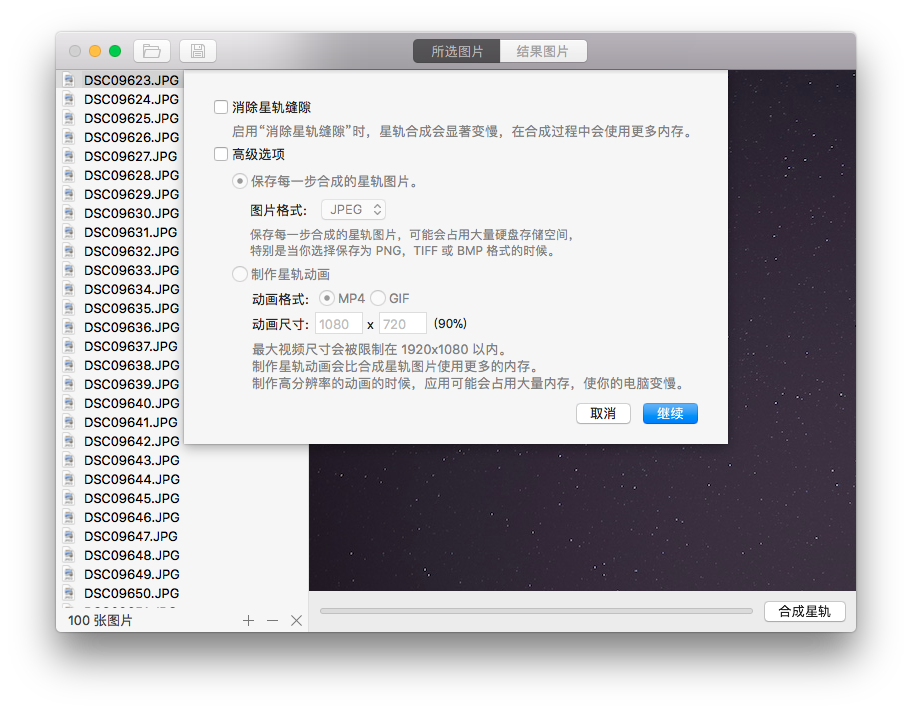 所选图片
结果图片
DSC09623.JPG
DSC09624.JPG
DSC09625.JPG
DSC09626.JPG
DSC09627.JPG
DSC09628.JPG
DSC09629.JPG
DSC09630.JPG
DSC09631.JPG
DSC09632.JPG
DSC09633.JPG
DSC09634.JPG
DSC09635.JPG
DSC09636.JPG
DSC09637.JPG
DSC09638.JPG
DSC09639.JPG
DSC09640.JPG
DSC09641.JPG
DSC09642.JPG
DSC09643.JPG
DSC09644.JPG
DSC09645.JPG
DSC09646.JPG
DSC09647.JPG
DSC09648.JPG
DSC09649.JPG
DSC09650.JPG
100 张图片
消除星轨缝隙
启用“消除星轨缝隙”时，星轨合成会显著变慢，在合成过程中会使用更多内存。
高级选项
保存每一步合成的星轨图片。
图片格式: JPEG
保存每一步合成的星轨图片，可能会占用大量硬盘存储空间，
特别是当你选择保存为 PNG，TIFF 或 BMP 格式的时候。
制作星轨动画
动画格式: MP4 GIF
动画尺寸: 1080 x 720 (90%)
最大视频尺寸会被限制在 1920x1080 以内。
制作星轨动画会比合成星轨图片使用更多的内存。
制作高分辨率的动画的时候，应用可能会占用大量内存，使你的电脑变慢。
取消 继续
合成星轨